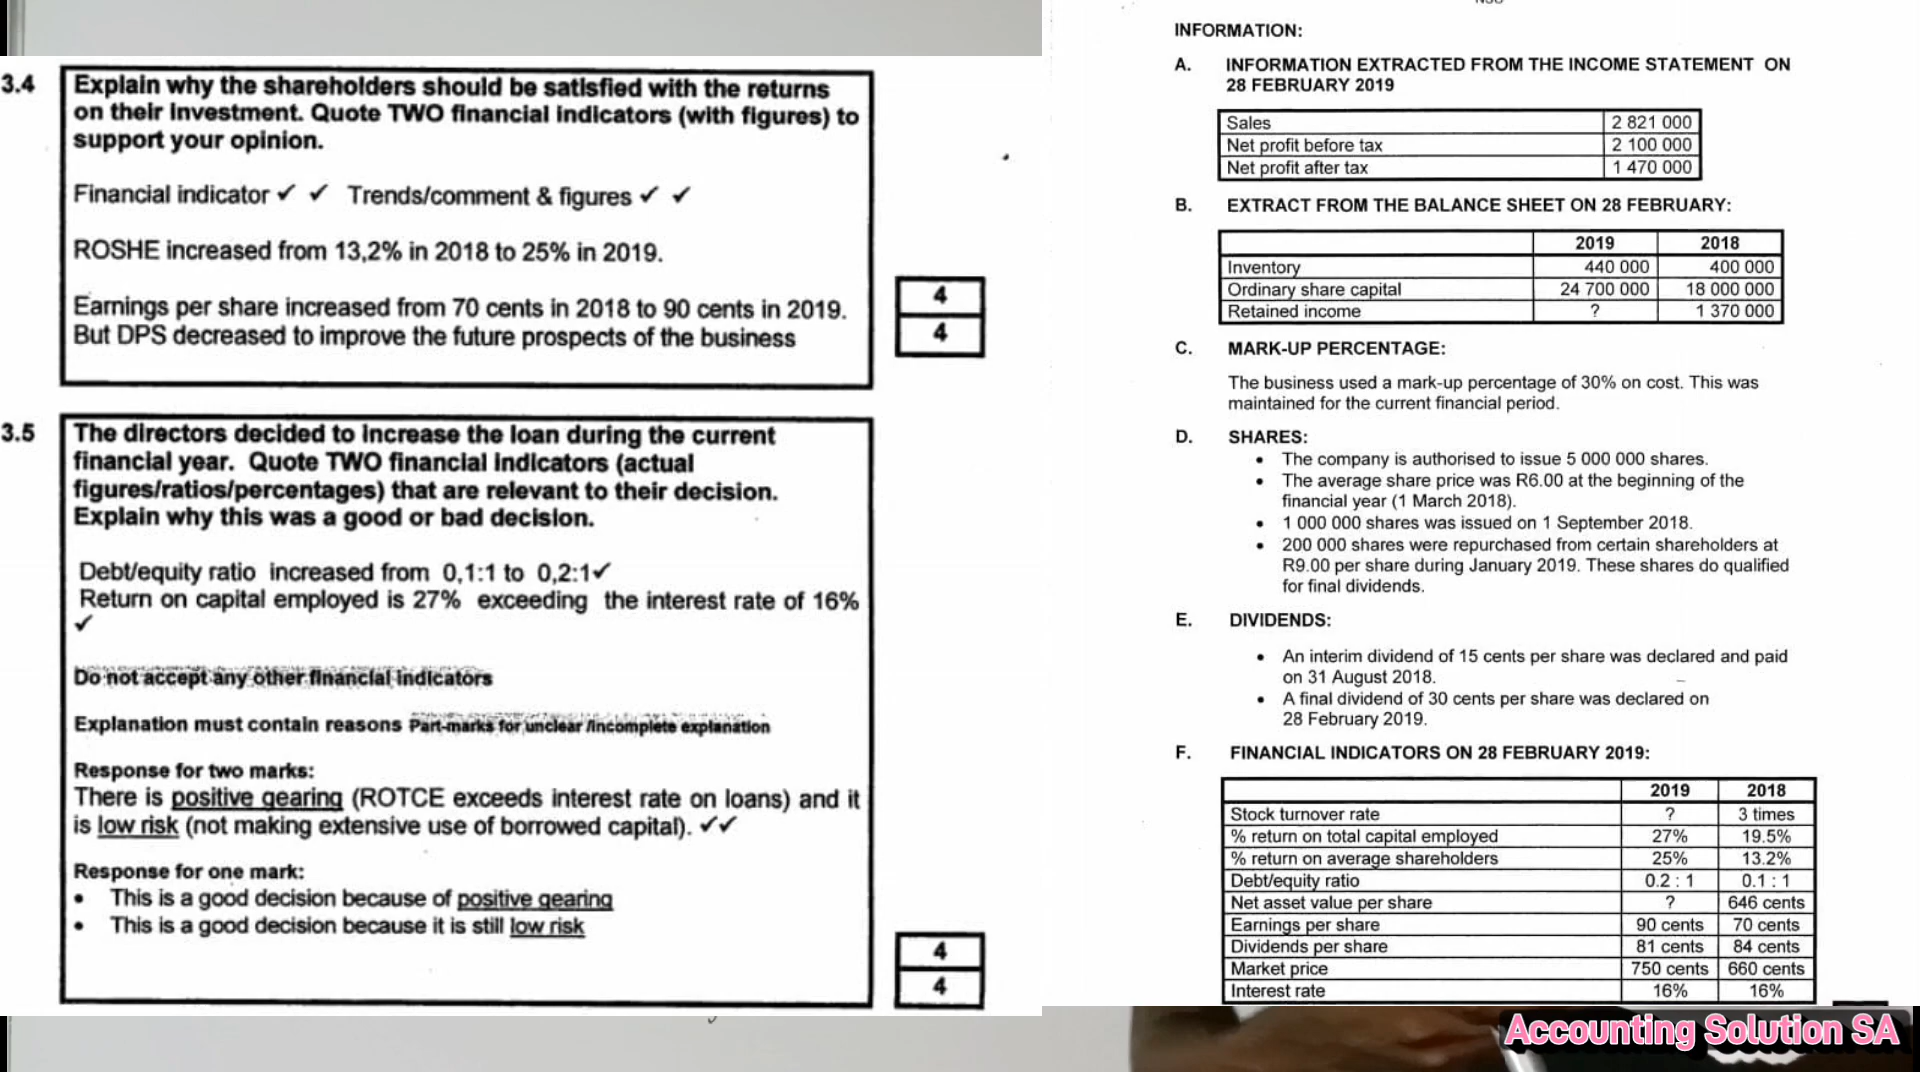 3.4
Explain why the shareholders should be satisfied with the returns
on their investment. Quote TWO financial indicators (with figures) to
support your opinion.
Financial indicator ✓ ✓ Trends/comment & figures ✓ ✓
ROSHE increased from 13,2% in 2018 to 25% in 2019.
Earnings per share increased from 70 cents in 2018 to 90 cents in 2019.
But DPS decreased to improve the future prospects of the business
4
4
3.5
The directors decided to increase the loan during the current
financial year. Quote TWO financial indicators (actual
figures/ratios/percentages) that are relevant to their decision.
Explain why this was a good or bad decision.
Debt/equity ratio increased from 0,1:1 to 0,2:1✓
Return on capital employed is 27% exceeding the interest rate of 16%
✓
Do not accept any other financial indicators
Explanation must contain reasons Part-marks for unclear /incomplete explanation
Response for two marks:
There is positive gearing (ROTCE exceeds interest rate on loans) and it
is low risk (not making extensive use of borrowed capital). ✓✓
Response for one mark:
• This is a good decision because of positive gearing
• This is a good decision because it is still low risk
4
4
INFORMATION:
A. INFORMATION EXTRACTED FROM THE INCOME STATEMENT ON
28 FEBRUARY 2019
Sales 2 821 000
Net profit before tax 2 100 000
Net profit after tax 1 470 000
B. EXTRACT FROM THE BALANCE SHEET ON 28 FEBRUARY:
2019 2018
Inventory 440 000 400 000
Ordinary share capital 24 700 000 18 000 000
Retained income ? 1 370 000
C. MARK-UP PERCENTAGE:
The business used a mark-up percentage of 30% on cost. This was
maintained for the current financial period.
D. SHARES:
• The company is authorised to issue 5 000 000 shares.
• The average share price was R6.00 at the beginning of the
financial year (1 March 2018).
• 1 000 000 shares was issued on 1 September 2018.
• 200 000 shares were repurchased from certain shareholders at
R9.00 per share during January 2019. These shares do qualified
for final dividends.
E. DIVIDENDS:
• An interim dividend of 15 cents per share was declared and paid
on 31 August 2018.
• A final dividend of 30 cents per share was declared on
28 February 2019.
F. FINANCIAL INDICATORS ON 28 FEBRUARY 2019:
2019 2018
Stock turnover rate ? 3 times
% return on total capital employed 27% 19.5%
% return on average shareholders 25% 13.2%
Debt/equity ratio 0.2 : 1 0.1 : 1
Net asset value per share ? 646 cents
Earnings per share 90 cents 70 cents
Dividends per share 81 cents 84 cents
Market price 750 cents 660 cents
Interest rate 16% 16%
Accounting Solution SA